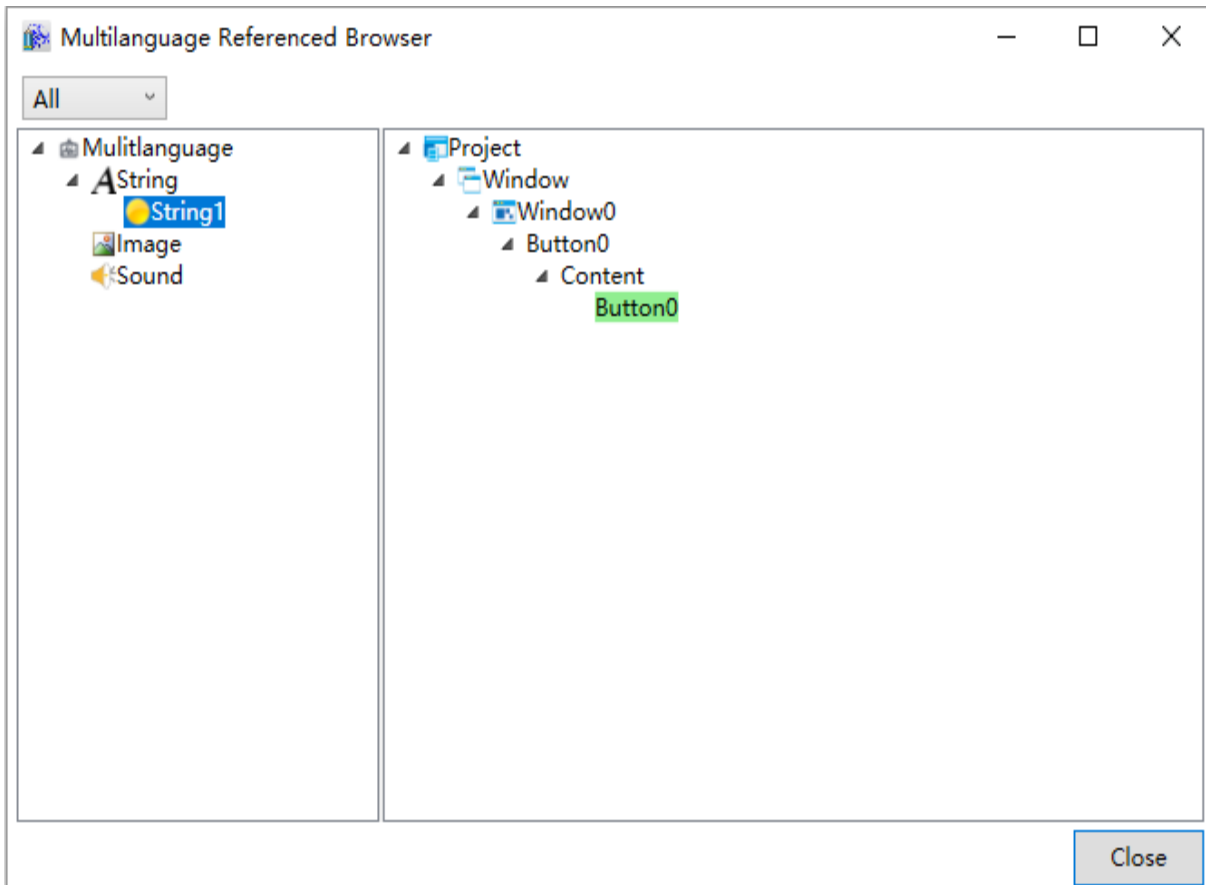 Multilanguage Referenced Browser
All
Mulitlanguage
String
String1
Image
Sound
Project
Window
Window0
Button0
Content
Button0
Close